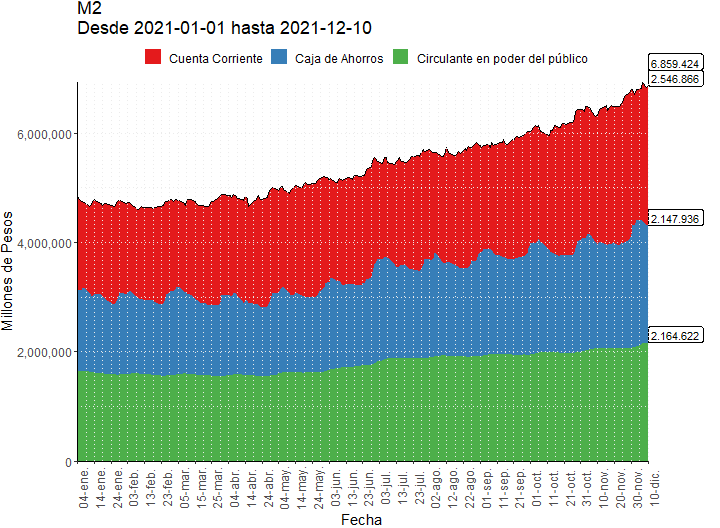 M2
Desde 2021-01-01 hasta 2021-12-10
Cuenta Corriente Caja de Ahorros Circulante en poder del público
6.859.424
2.546.866
6,000,000
2.147.936
4,000,000
2.164.622
2,000,000
0
Millones de Pesos
04-ene.
14-ene.
24-ene.
03-feb.
13-feb.
23-feb.
05-mar.
15-mar.
25-mar.
04-abr.
14-abr.
24-abr.
04-may.
14-may.
24-may.
03-jun.
13-jun.
23-jun.
03-jul.
13-jul.
23-jul.
02-ago.
12-ago.
22-ago.
01-sep.
11-sep.
21-sep.
01-oct.
11-oct.
21-oct.
31-oct.
10-nov.
20-nov.
30-nov.
10-dic.
Fecha